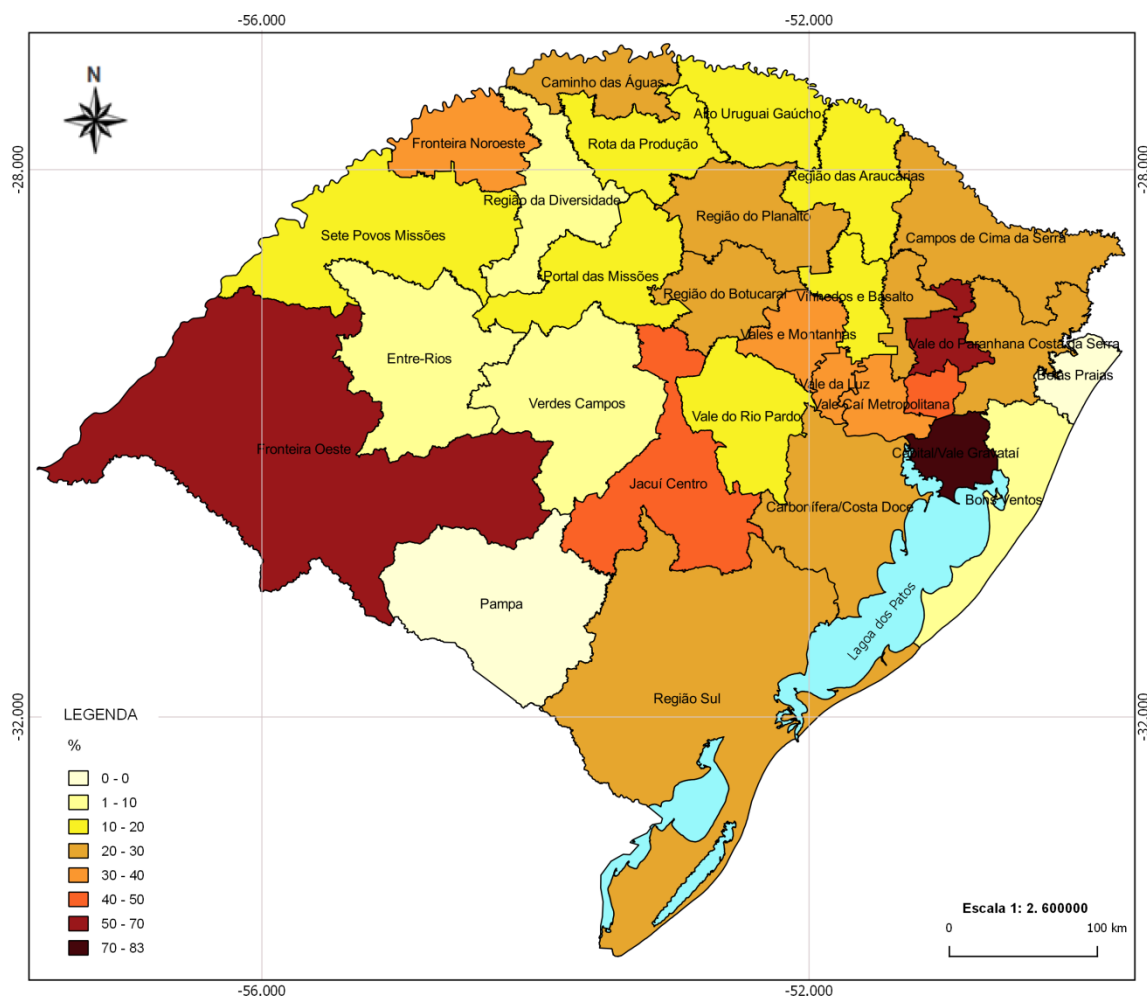 -56.000
-52.000
N
Caminho das Águas
Alto Uruguai Gaúcho
Fronteira Noroeste
Rota da Produção
-28.000
-28.000
Região das Araucárias
Região da Diversidade
Região do Planalto
Sete Povos Missões
Campos de Cima da Serra
Portal das Missões
Região do Botucaraí
Vinhedos e Basalto
Vales e Montanhas
Vale do Paranhana Costa da Serra
Entre-Rios
Belas Praias
Vale da Luz
Verdes Campos
Vale Caí Metropolitana
Vale do Rio Pardo
Fronteira Oeste
Capital/Vale Gravataí
Jacuí Centro
Bons Ventos
Carbonífera/Costa Doce
Pampa
Lagoa dos Patos
Região Sul
-32.000
-32.000
LEGENDA
%
0 - 0
1 - 10
10 - 20
20 - 30
30 - 40
40 - 50
50 - 70
70 - 83
Escala 1: 2. 600000
0 100 km
-56.000
-52.000